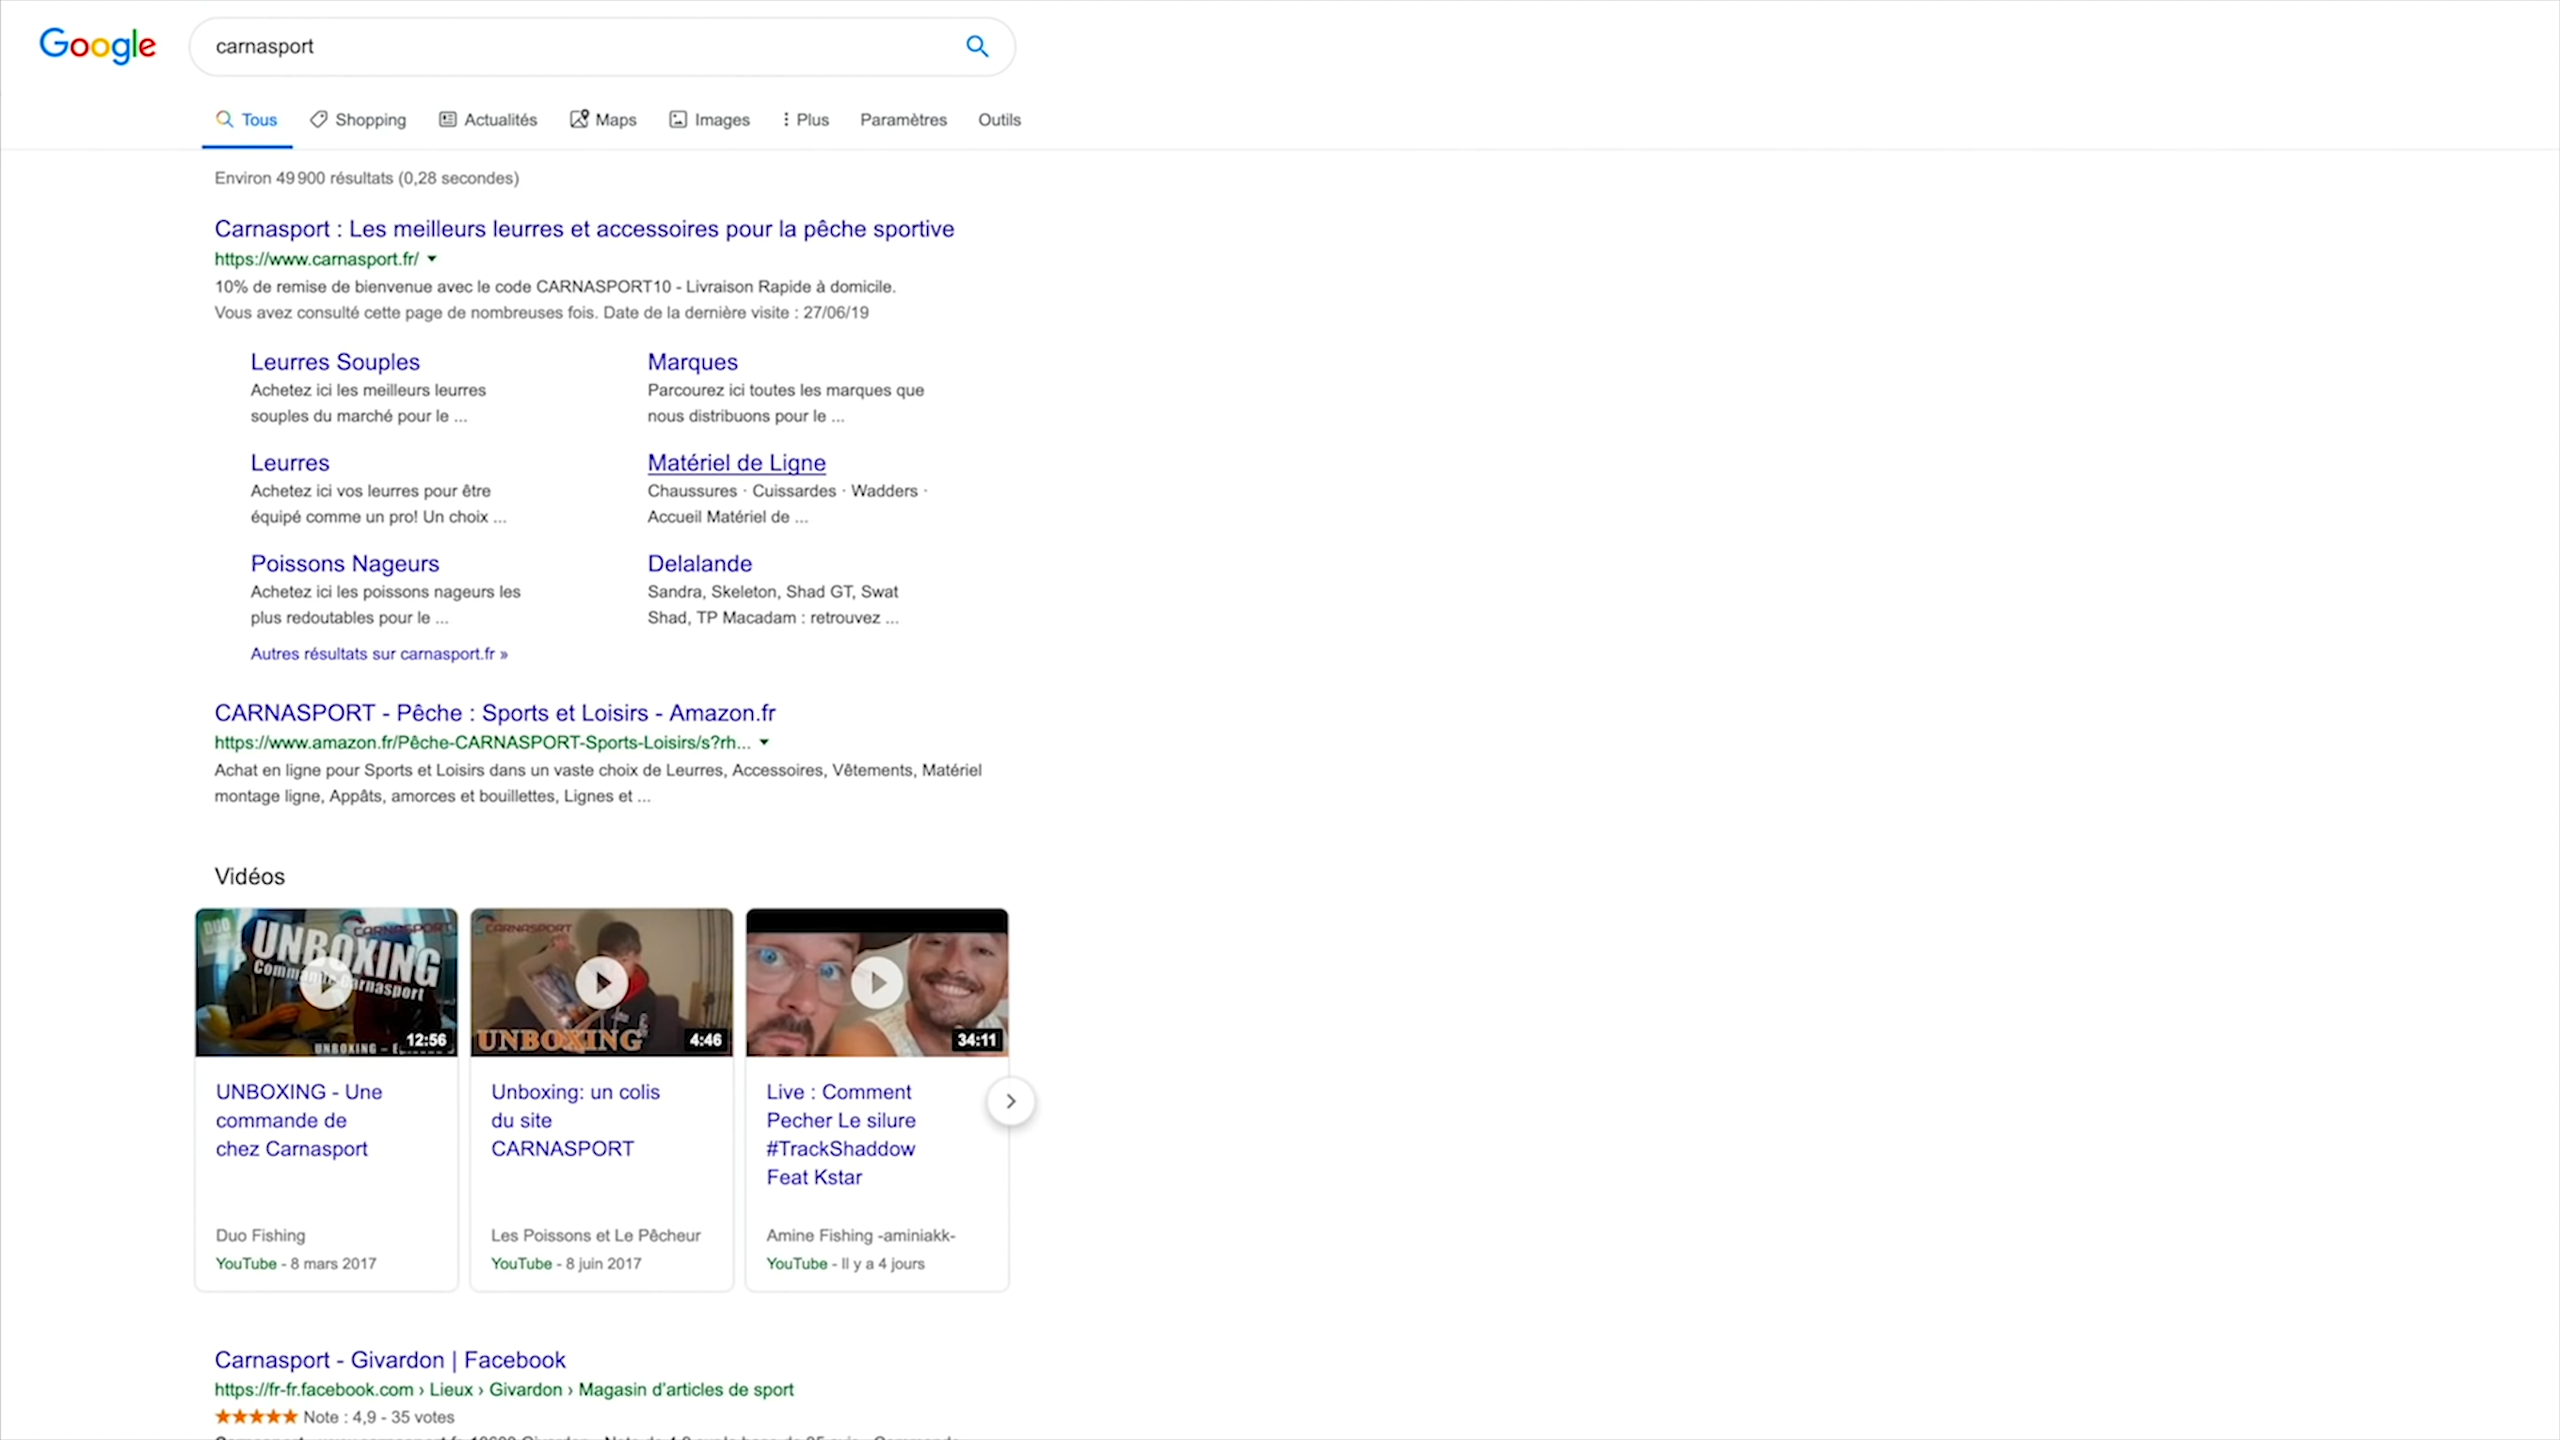 Google
carnasport
Tous
Shopping
Actualités
Maps
Images
Plus
Paramètres
Outils
Environ 49 900 résultats (0,28 secondes)
Carnasport : Les meilleurs leurres et accessoires pour la pêche sportive
https://www.carnasport.fr/
10% de remise de bienvenue avec le code CARNASPORT10 - Livraison Rapide à domicile.
Vous avez consulté cette page de nombreuses fois. Date de la dernière visite : 27/06/19
Leurres Souples
Achetez ici les meilleurs leurres
souples du marché pour le ...
Marques
Parcourez ici toutes les marques que
nous distribuons pour le ...
Leurres
Achetez ici vos leurres pour être
équipé comme un pro! Un choix ...
Matériel de Ligne
Chaussures · Cuissardes · Wadders ·
Accueil Matériel de ...
Poissons Nageurs
Achetez ici les poissons nageurs les
plus redoutables pour le ...
Delalande
Sandra, Skeleton, Shad GT, Swat
Shad, TP Macadam : retrouvez ...
Autres résultats sur carnasport.fr »
CARNASPORT - Pêche : Sports et Loisirs - Amazon.fr
https://www.amazon.fr/Pêche-CARNASPORT-Sports-Loisirs/s?rh...
Achat en ligne pour Sports et Loisirs dans un vaste choix de Leurres, Accessoires, Vêtements, Matériel
montage ligne, Appâts, amorces et bouillettes, Lignes et ...
Vidéos
DUO
CARNASPORT
UNBOXING
Carnasport
UNBOXING -
12:56
UNBOXING - Une
commande de
chez Carnasport
Duo Fishing
YouTube - 8 mars 2017
CARNASPORT
UNBOXING
4:46
Unboxing: un colis
du site
CARNASPORT
Les Poissons et Le Pêcheur
YouTube - 8 juin 2017
34:11
Live : Comment
Pecher Le silure
#TrackShaddow
Feat Kstar
Amine Fishing -aminiakk-
YouTube - Il y a 4 jours
Carnasport - Givardon | Facebook
https://fr-fr.facebook.com › Lieux › Givardon › Magasin d'articles de sport
Note : 4,9 - 35 votes